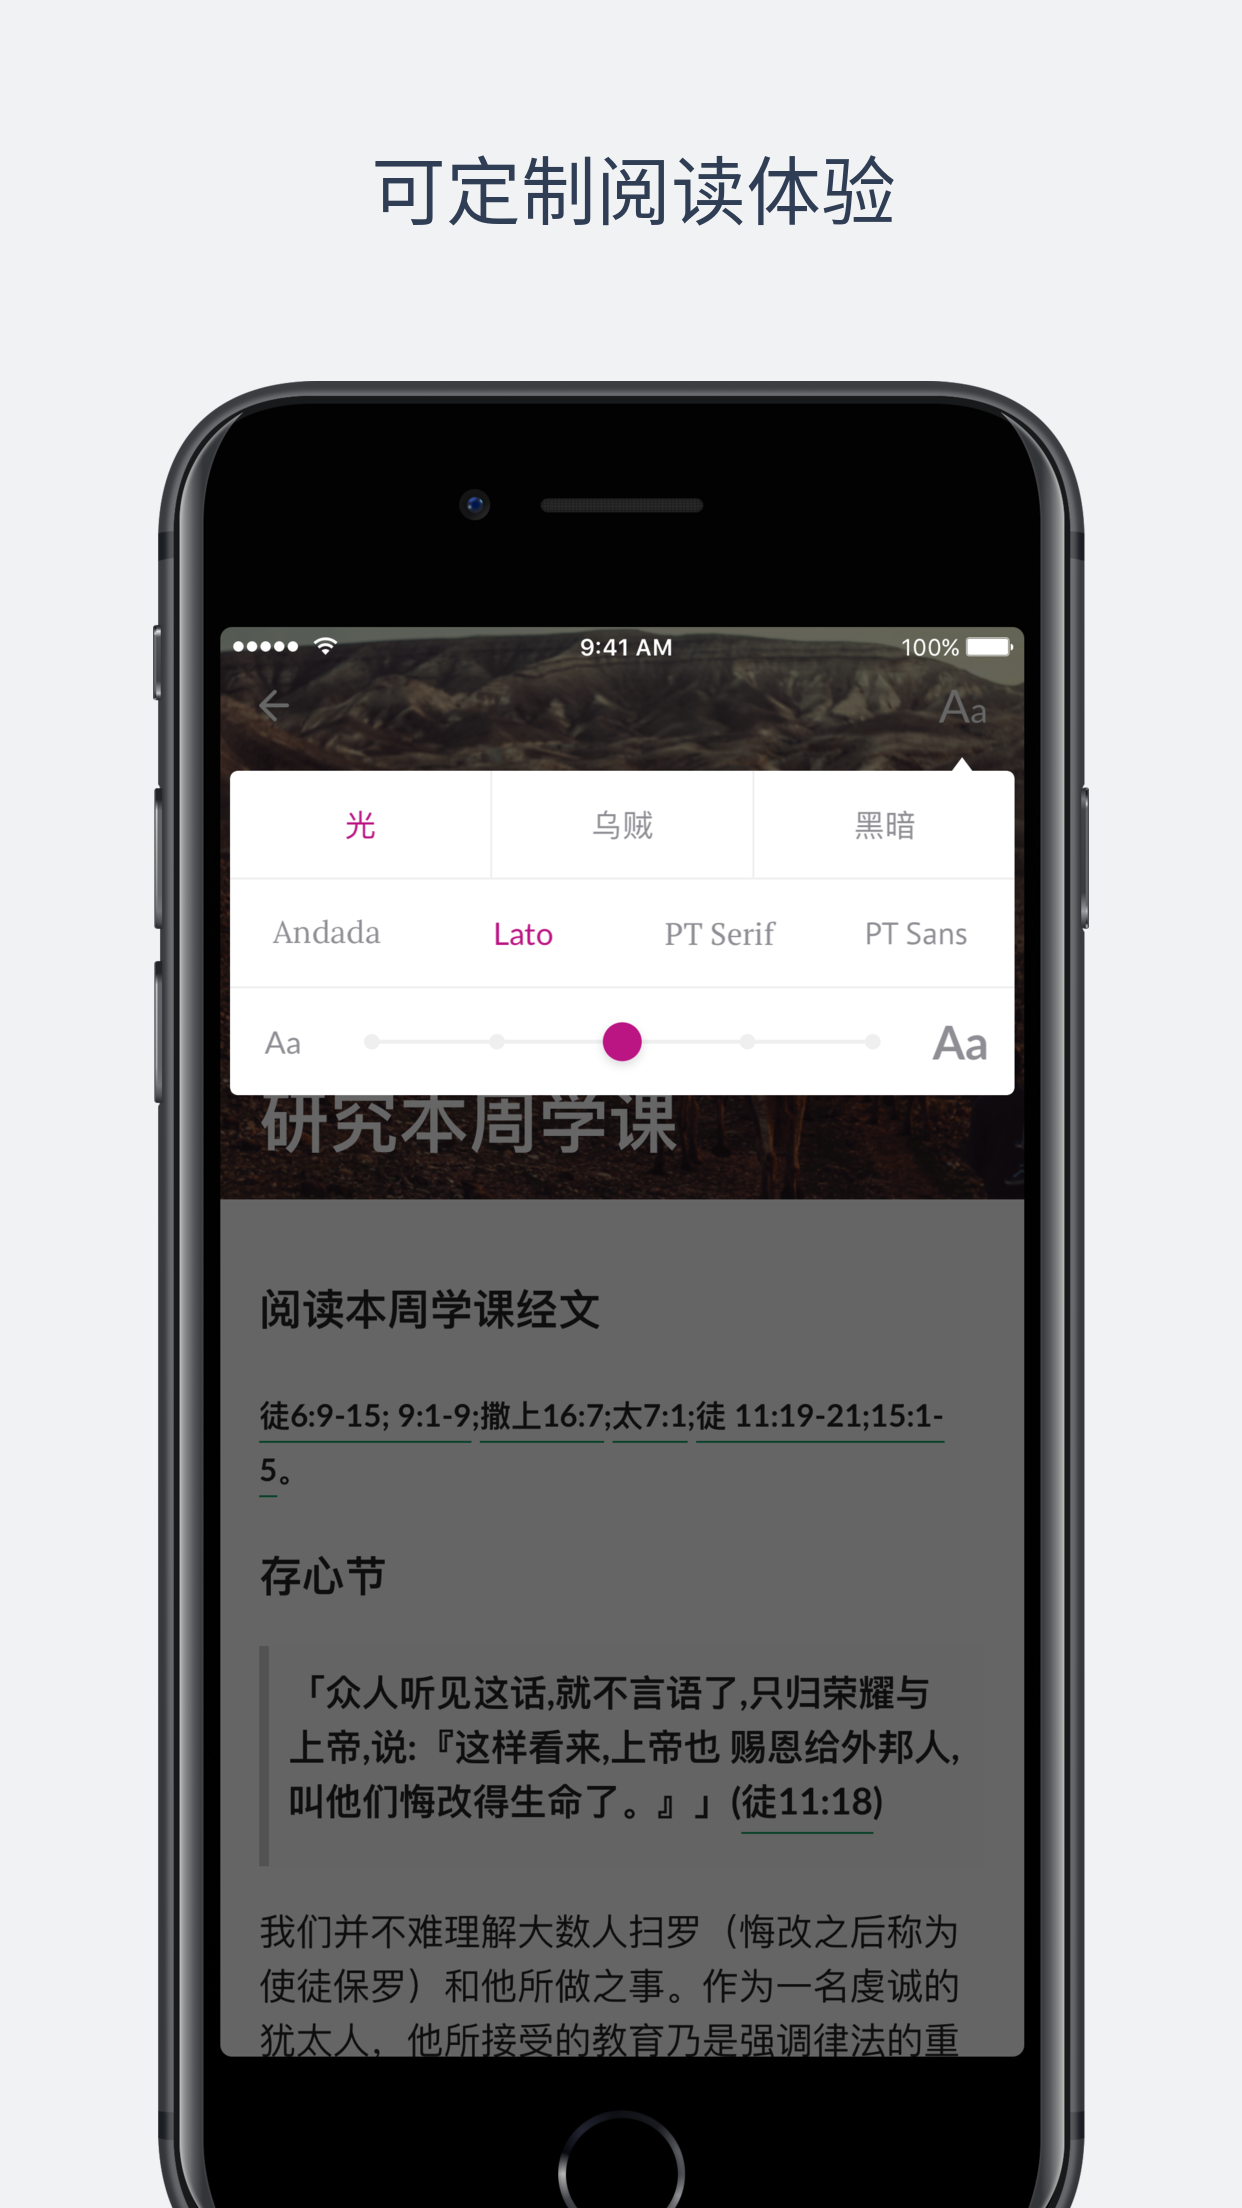 可定制阅读体验
9:41 AM
100%
Aa
光 乌贼 黑暗
Andada Lato PT Serif PT Sans
Aa Aa
研究本周学课
阅读本周学课经文
徒6:9-15; 9:1-9;撒上16:7;太7:1;徒 11:19-21;15:1-
5。
存心节
「众人听见这话,就不言语了,只归荣耀与
上帝,说:『这样看来,上帝也 赐恩给外邦人,
叫他们悔改得生命了。』」(徒11:18)
我们并不难理解大数人扫罗（悔改之后称为
使徒保罗）和他所做之事。作为一名虔诚的
犹太人，他所接受的教育乃是强调律法的重